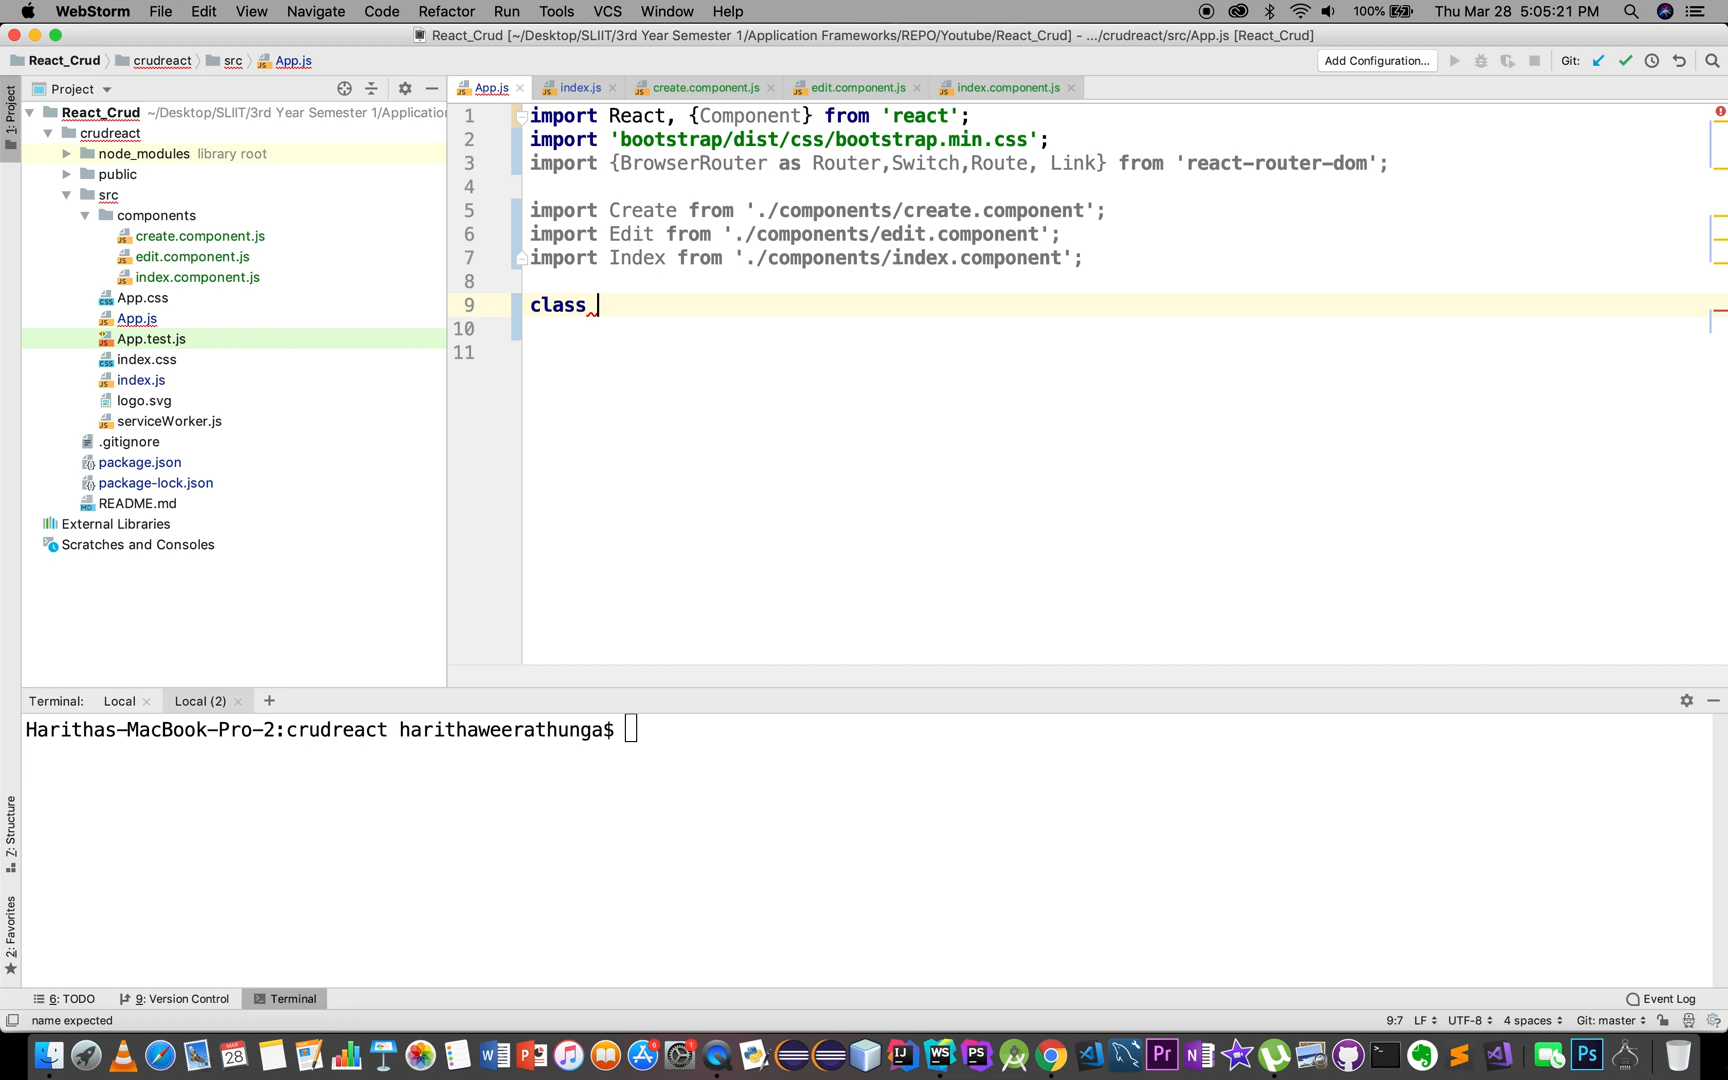 WebStorm File Edit View Navigate Code Refactor Run Tools VCS Window Help 100% Thu Mar 28 5:05:21 PM
React_Crud [~/Desktop/SLIIT/3rd Year Semester 1/Application Frameworks/REPO/Youtube/React_Crud] - .../crudreact/src/App.js [React_Crud]
React_Crud crudreact src App.js Add Configuration... Git:
Project App.js index.js create.component.js edit.component.js index.component.js
1: Project
React_Crud ~/Desktop/SLIIT/3rd Year Semester 1/Applicatio
crudreact
node_modules library root
public
src
components
create.component.js
edit.component.js
index.component.js
App.css
App.js
App.test.js
index.css
index.js
logo.svg
serviceWorker.js
.gitignore
package.json
package-lock.json
README.md
External Libraries
Scratches and Consoles
1 import React, {Component} from 'react';
2 import 'bootstrap/dist/css/bootstrap.min.css';
3 import {BrowserRouter as Router,Switch,Route, Link} from 'react-router-dom';
4
5 import Create from './components/create.component';
6 import Edit from './components/edit.component';
7 import Index from './components/index.component';
8
9 class
10
11
Terminal: Local Local (2) +
Harithas-MacBook-Pro-2:crudreact harithaweerathunga$
Z: Structure
2: Favorites
6: TODO 9: Version Control Terminal Event Log
name expected 9:7 LF UTF-8 4 spaces Git: master